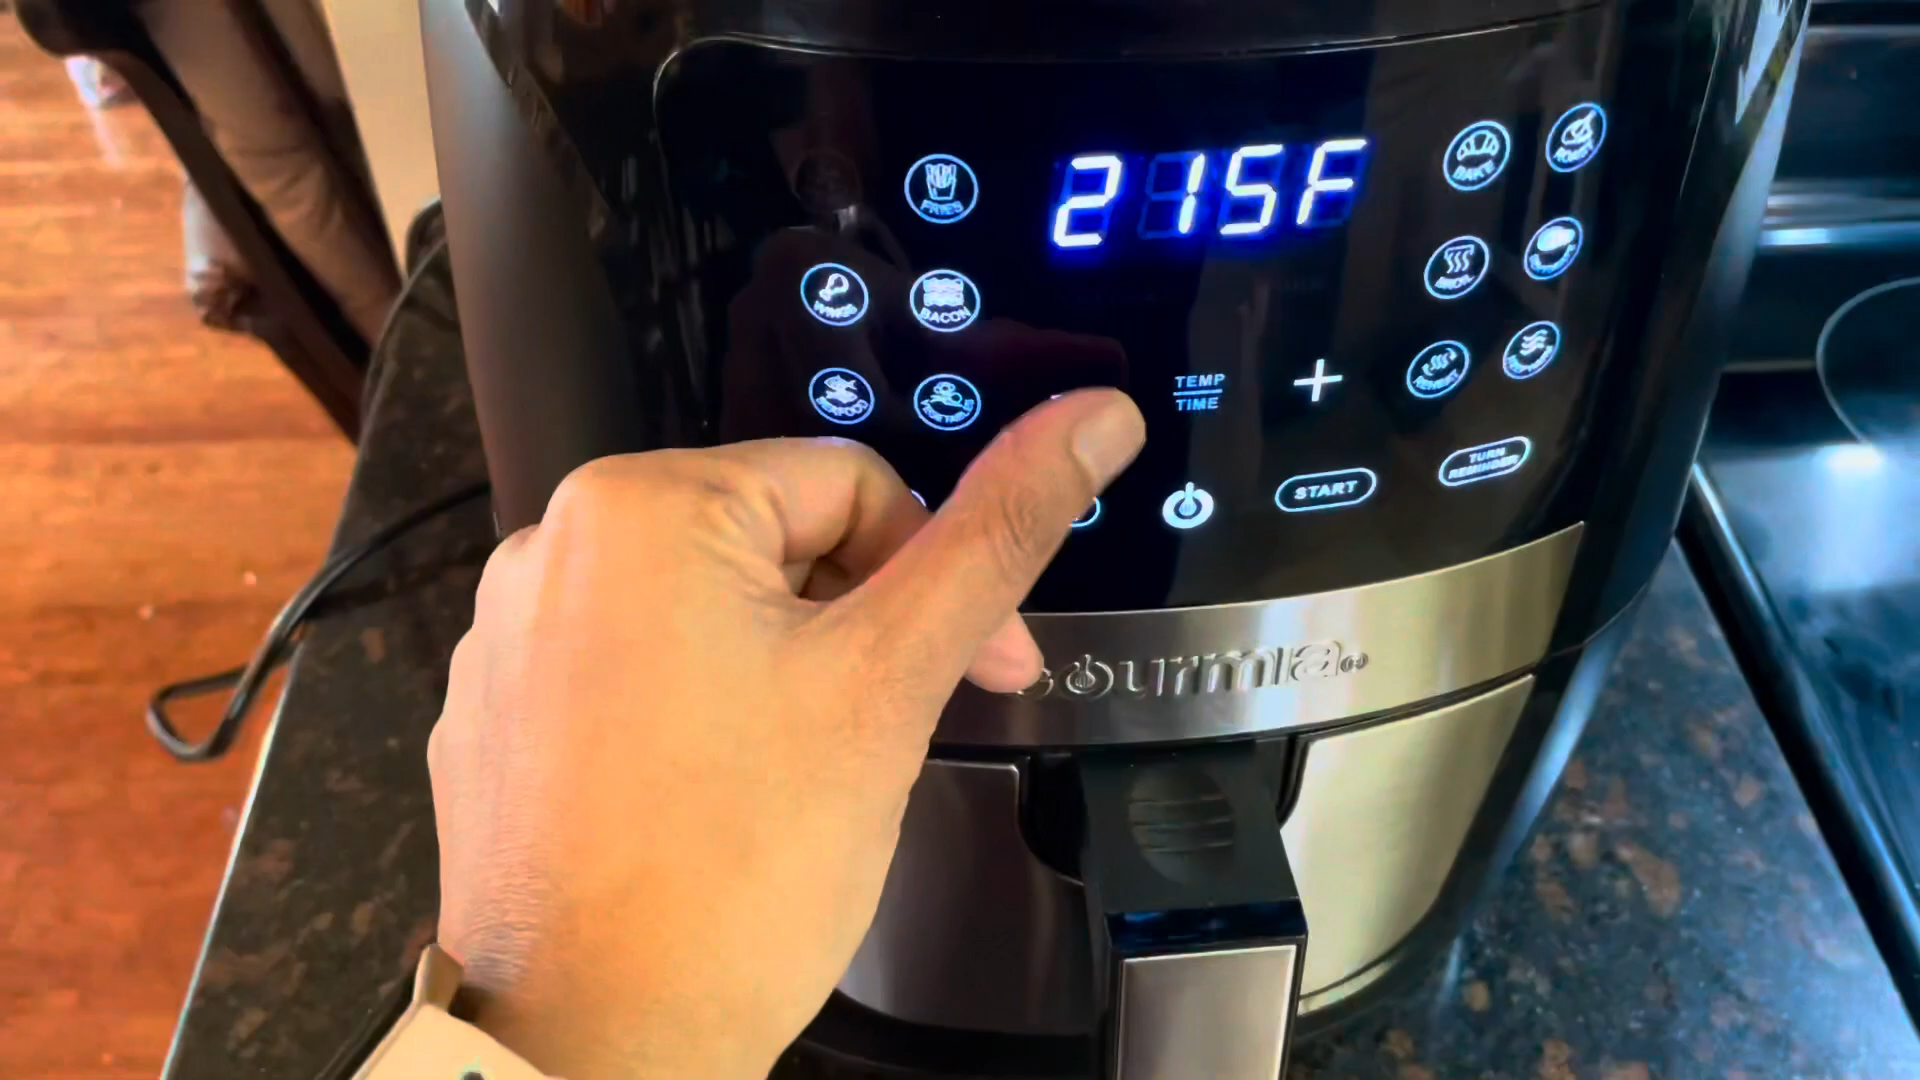 215F
FRIES
BAKE
ROAST
WINGS
BACON
BROIL
SEAFOOD
VEGETABLES
TEMP
TIME
+
REHEAT
START
TURN
REMINDER
Gourmia®